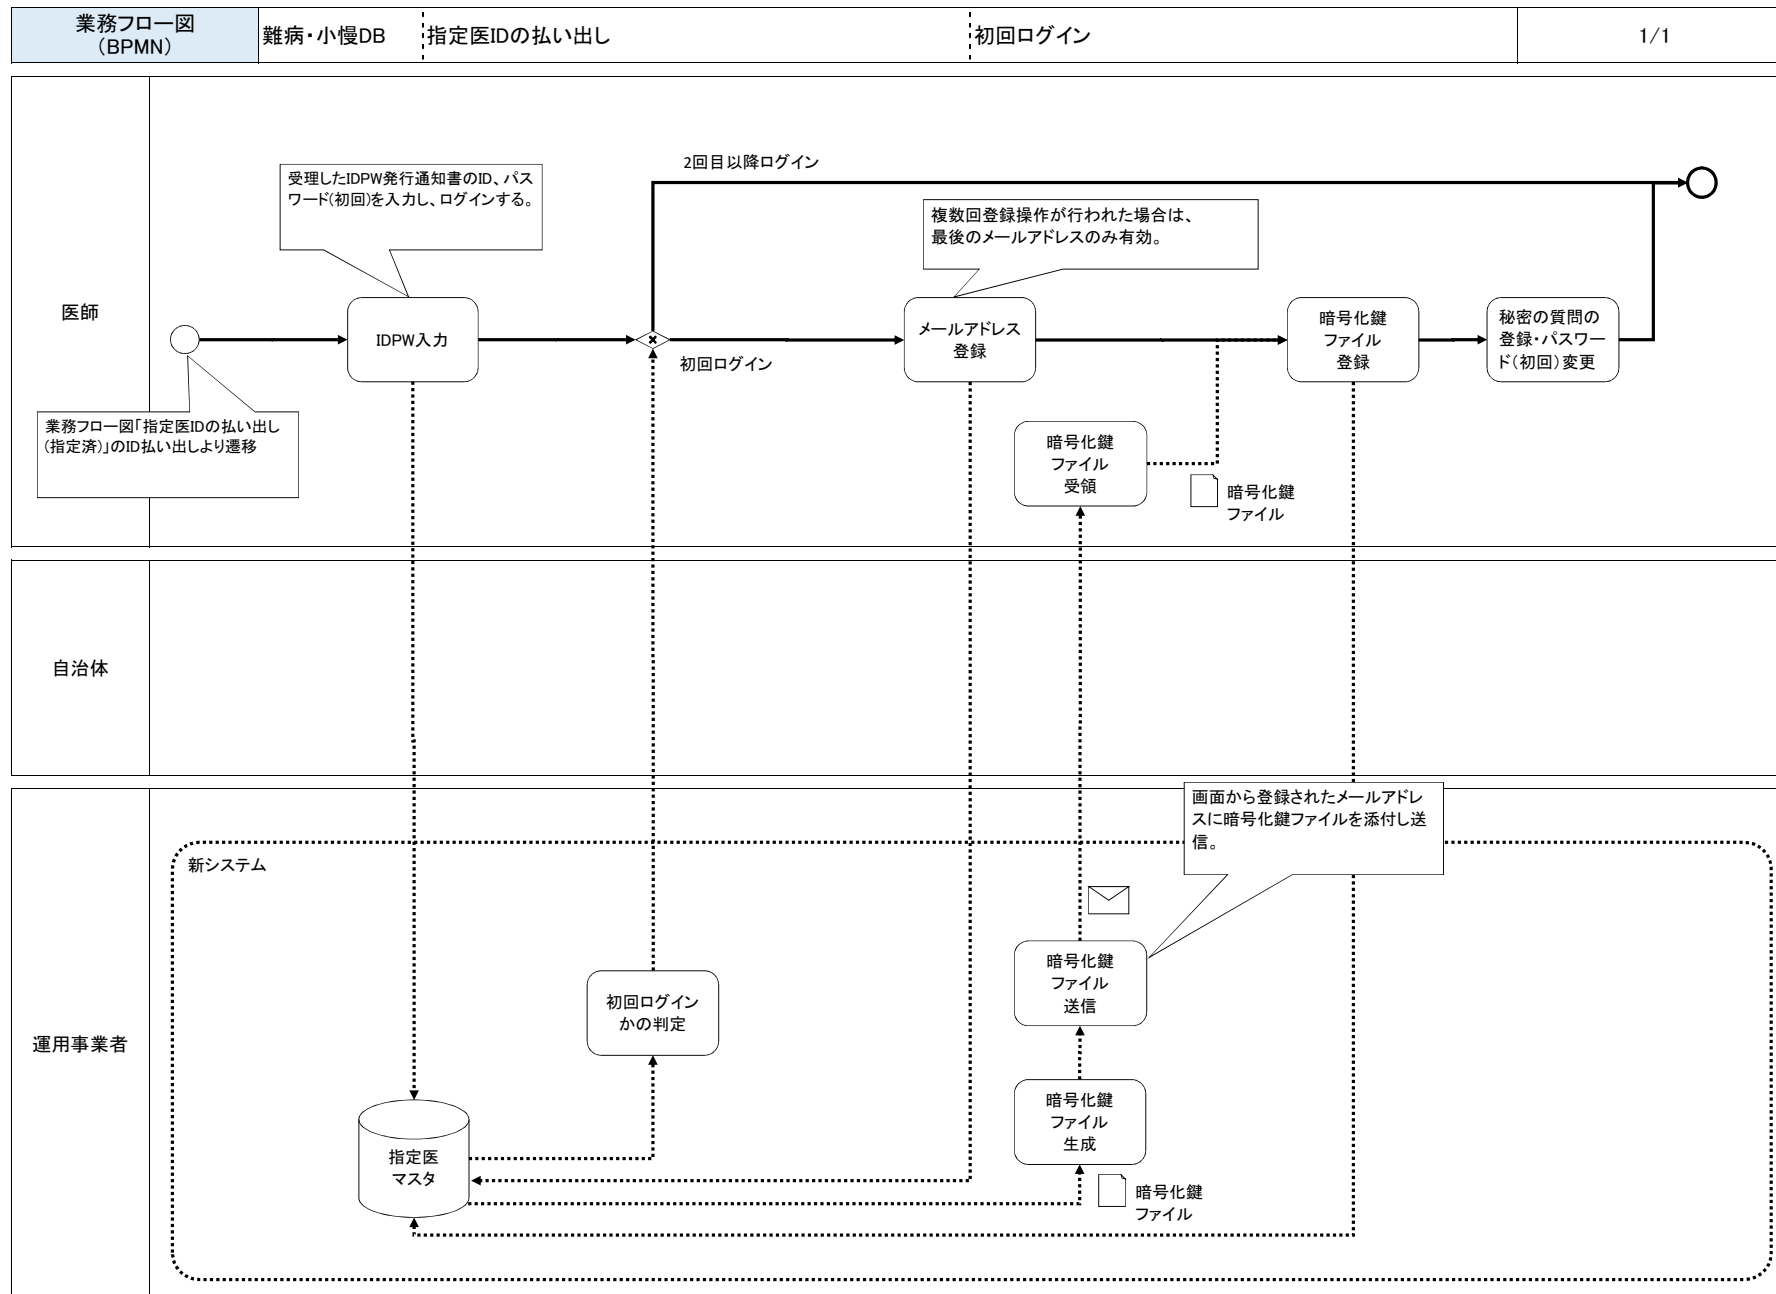 業務フロー図
（BPMN）
難病・小慢DB
指定医IDの払い出し
初回ログイン
1/1
医師
受理したIDPW発行通知書のID、パス
ワード(初回)を入力し、ログインする。
2回目以降ログイン
複数回登録操作が行われた場合は、
最後のメールアドレスのみ有効。
IDPW入力
初回ログイン
メールアドレス
登録
暗号化鍵
ファイル
登録
秘密の質問の
登録・パスワー
ド（初回）変更
業務フロー図「指定医IDの払い出し
（指定済）」のID払い出しより遷移
暗号化鍵
ファイル
受領
暗号化鍵
ファイル
自治体
運用事業者
新システム
画面から登録されたメールアドレ
スに暗号化鍵ファイルを添付し送
信。
暗号化鍵
ファイル
送信
初回ログイン
かの判定
暗号化鍵
ファイル
生成
指定医
マスタ
暗号化鍵
ファイル